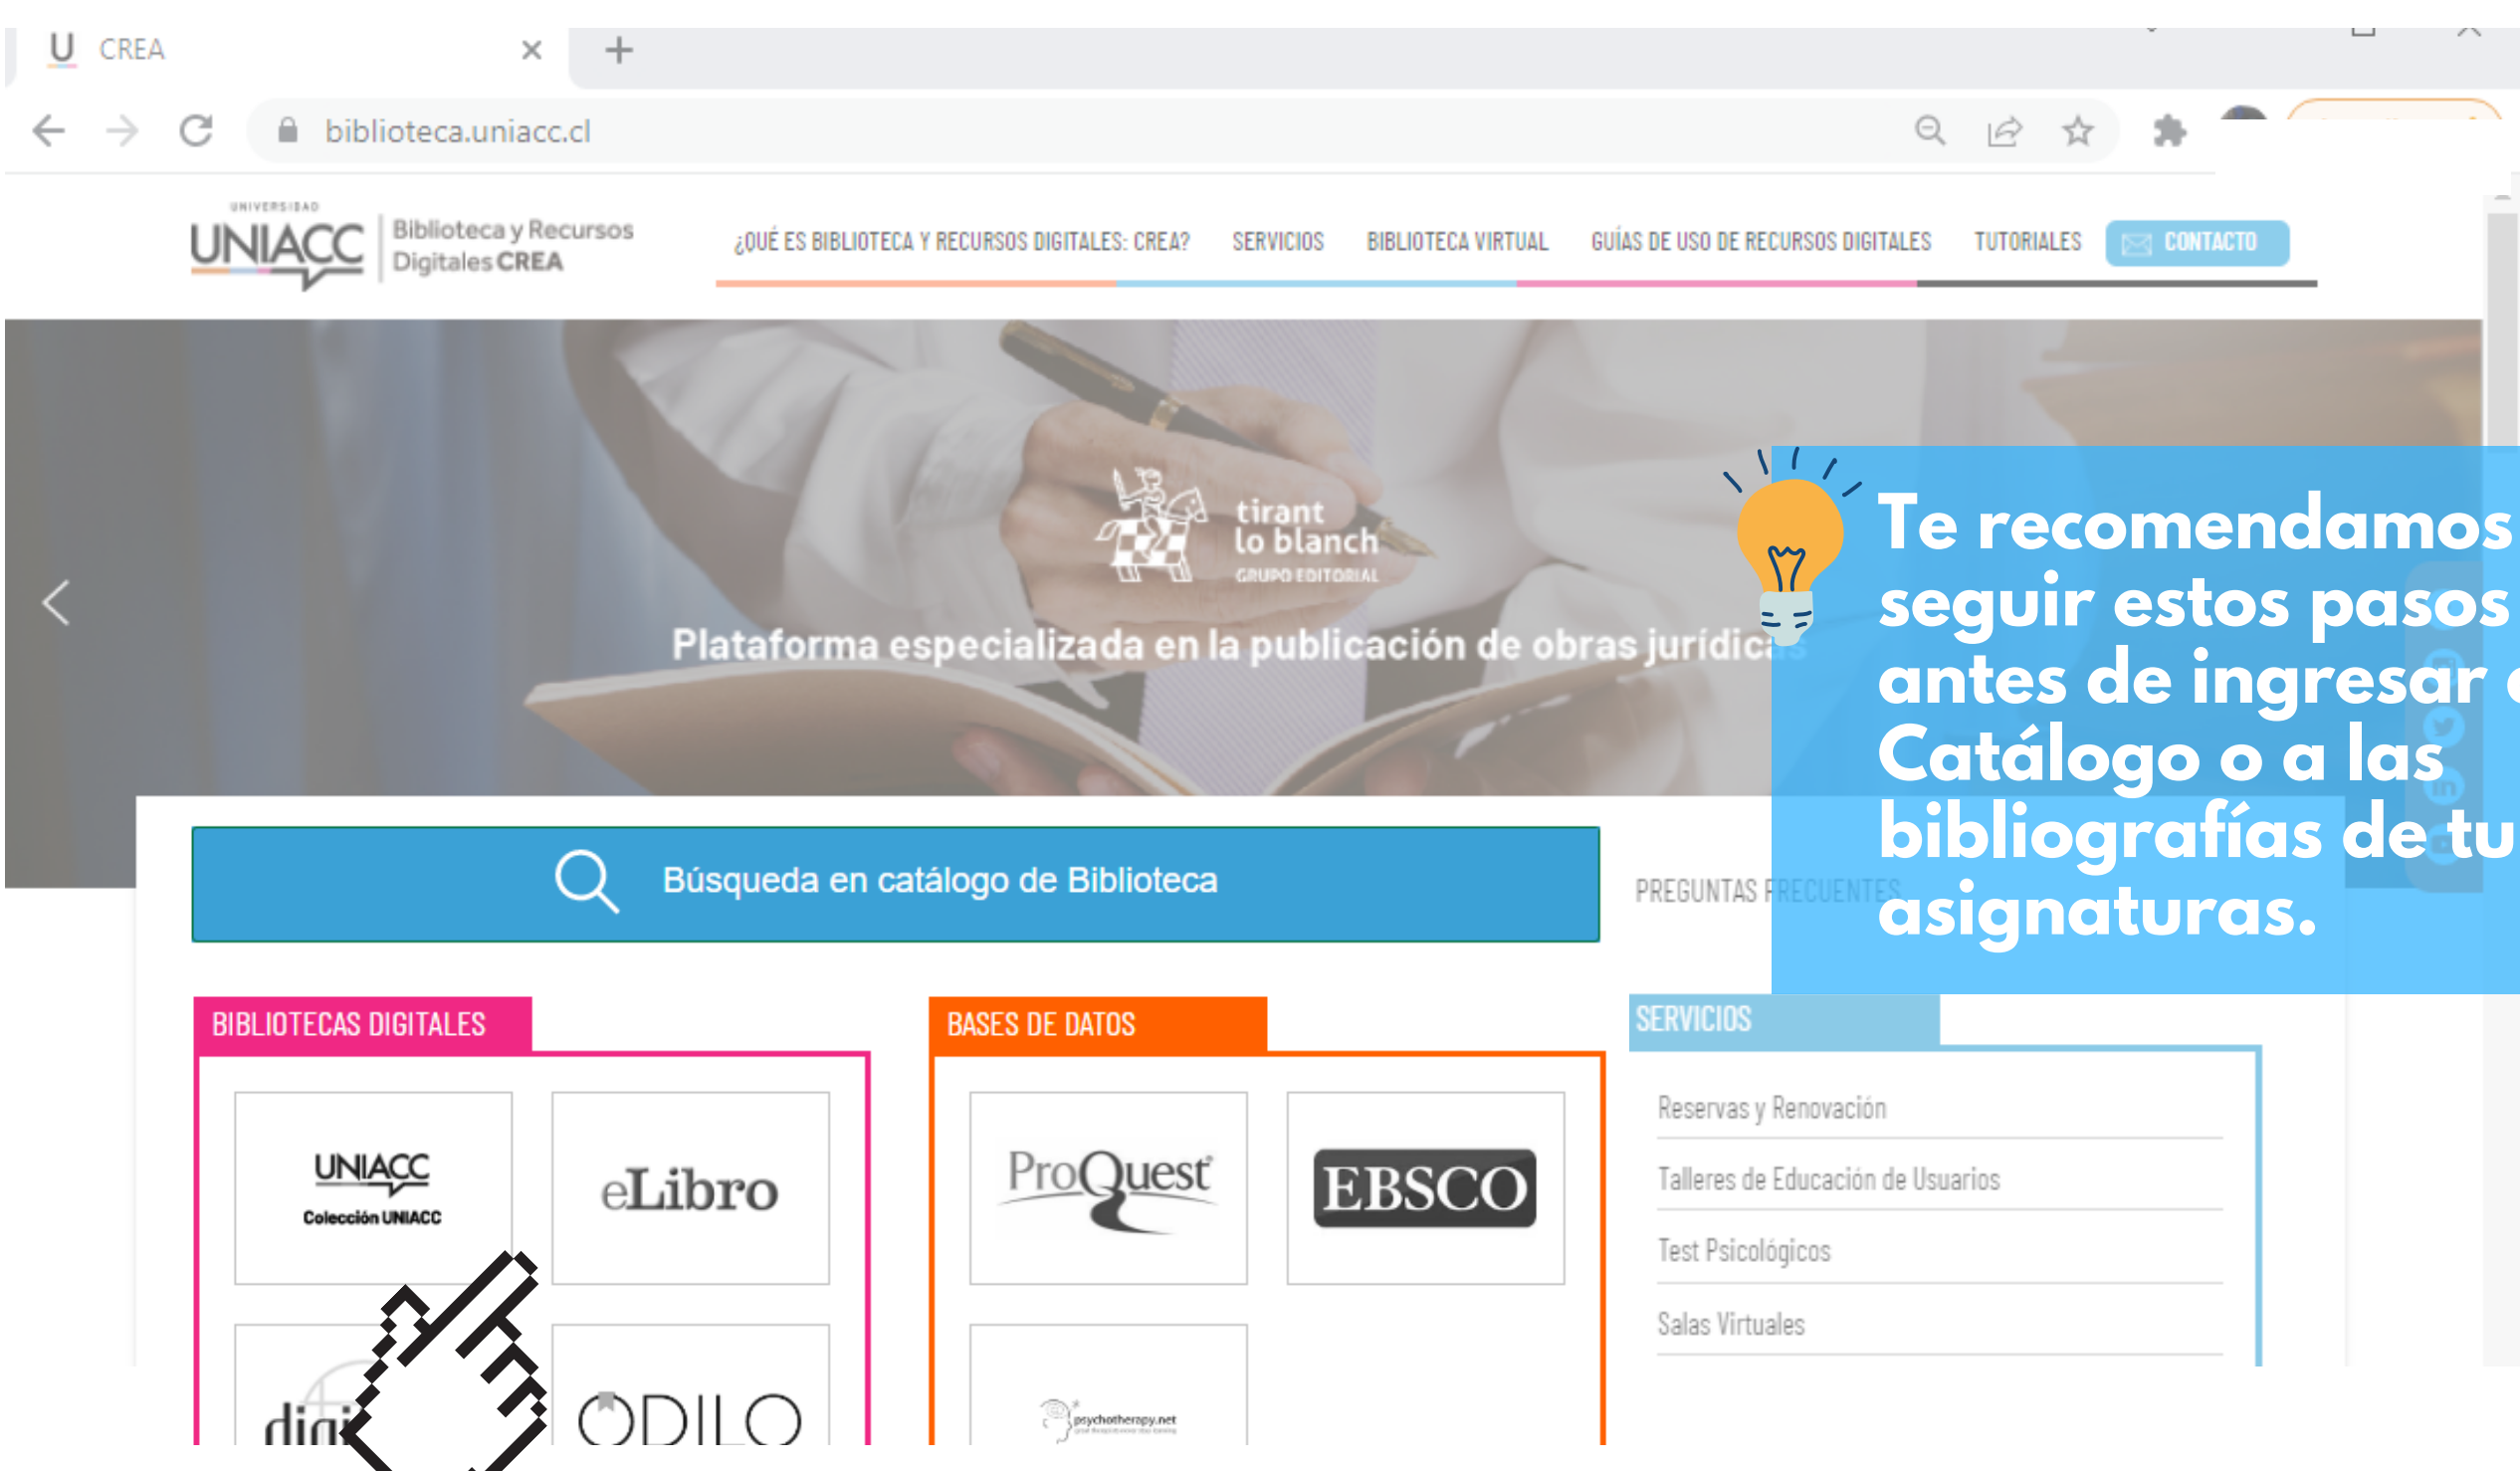 CREA
biblioteca.uniacc.cl
UNIVERSIDAD
UNIACC
Biblioteca y Recursos
Digitales CREA
¿QUÉ ES BIBLIOTECA Y RECURSOS DIGITALES: CREA? SERVICIOS BIBLIOTECA VIRTUAL GUÍAS DE USO DE RECURSOS DIGITALES TUTORIALES CONTACTO
tirant
lo blanch
GRUPO EDITORIAL
Plataforma especializada en la publicación de obras jurídicas
Te recomendamos
seguir estos pasos
antes de ingresar
Catálogo o a las
bibliografías de tu
asignaturas.
Búsqueda en catálogo de Biblioteca
PREGUNTAS FRECUENTES
BIBLIOTECAS DIGITALES
UNIACC
Colección UNIACC
eLibro
ODILO
BASES DE DATOS
ProQuest
EBSCO
psychotherapy.net
SERVICIOS
Reservas y Renovación
Talleres de Educación de Usuarios
Test Psicológicos
Salas Virtuales